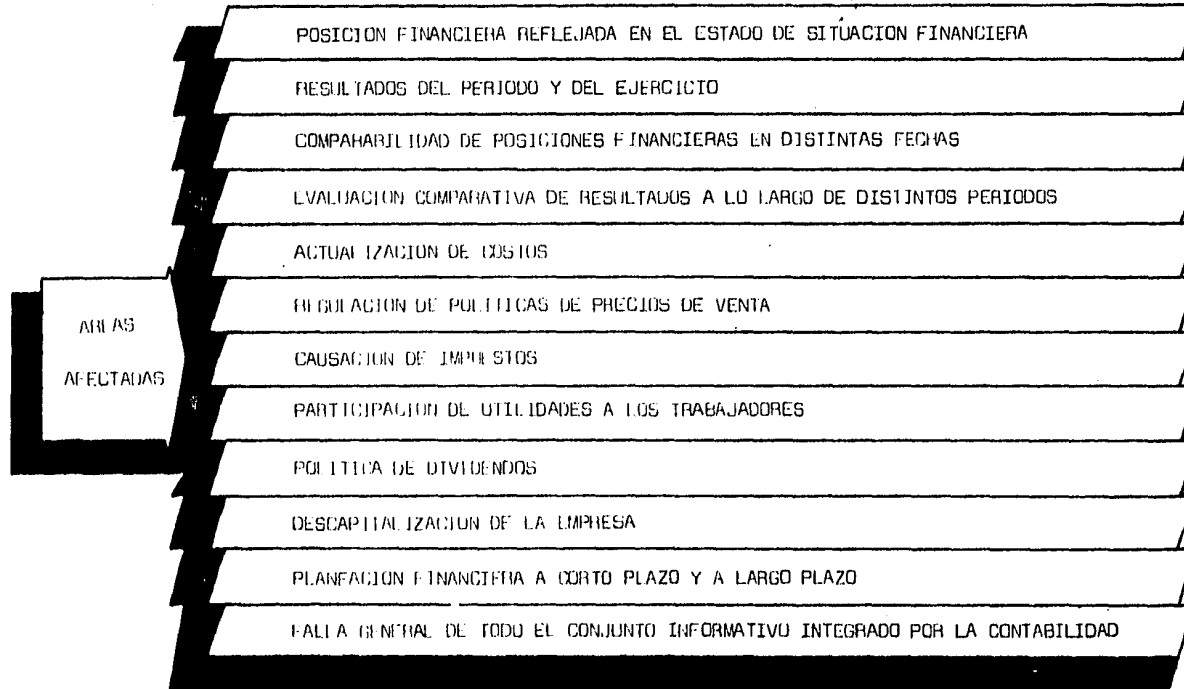 POSICION FINANCIERA REFLEJADA EN EL ESTADO DE SITUACION FINANCIERA
RESULTADOS DEL PERIODO Y DEL EJERCICIO
COMPARABILIDAD DE POSICIONES FINANCIERAS EN DISTINTAS FECHAS
EVALUACION COMPARATIVA DE RESULTADOS A LO LARGO DE DISTINTOS PERIODOS
ACTUALIZACION DE COSTOS
REGULACION DE POLITICAS DE PRECIOS DE VENTA
AREAS
AFECTADAS
CAUSACION DE IMPUESTOS
PARTICIPACION DE UTILIDADES A LOS TRABAJADORES
POLITICA DE DIVIDENDOS
DESCAPITALIZACION DE LA EMPRESA
PLANEACION FINANCIERA A CORTO PLAZO Y A LARGO PLAZO
FALLA GENERAL DE TODO EL CONJUNTO INFORMATIVO INTEGRADO POR LA CONTABILIDAD